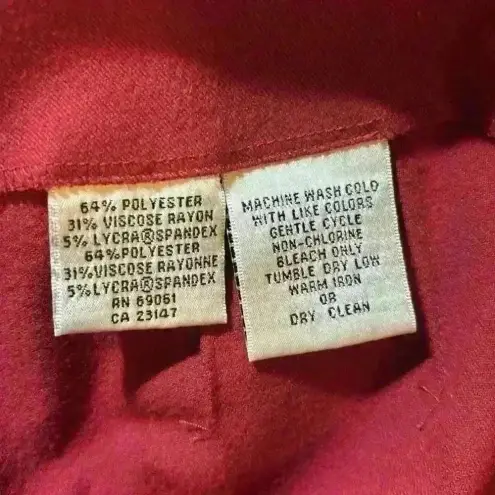 64% POLYESTER
31% VISCOSE RAYON
5% LYCRA®SPANDEX
64% POLYESTER
31% VISCOSE RAYONNE
5% LYCRA®SPANDEX
RN 69061
CA 23147
MACHINE WASH COLD
WITH LIKE COLORS
GENTLE CYCLE
NON-CHLORINE
BLEACH ONLY
TUMBLE DRY LOW
WARM IRON
OR
DRY CLEAN